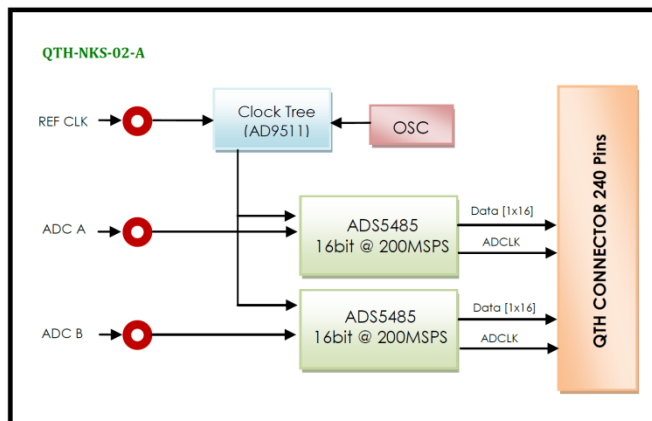 QTH-NKS-02-A
REF CLK
Clock Tree
(AD9511)
OSC
ADC A
ADS5485
16bit @ 200MSPS
Data [1x16]
ADCLK
ADC B
ADS5485
16bit @ 200MSPS
Data [1x16]
ADCLK
QTH CONNECTOR 240 Pins